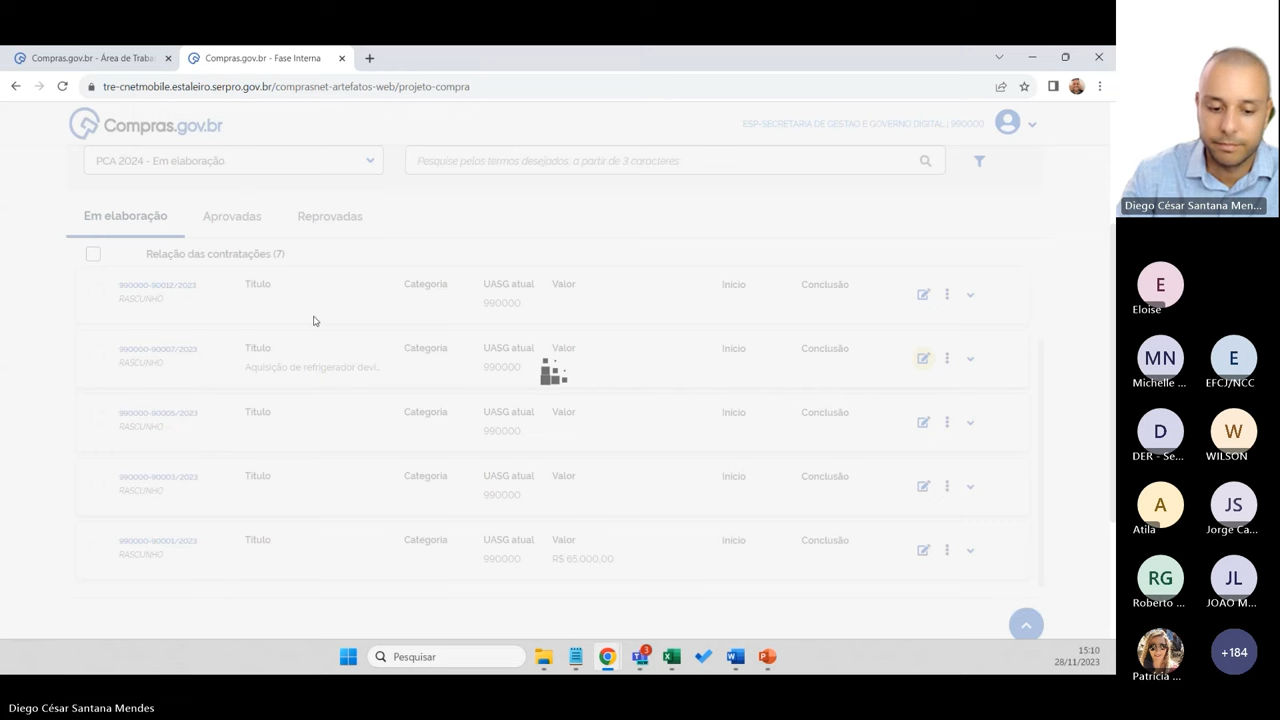 Compras.gov.br - Área de Traba
Compras.gov.br - Fase Interna
tre-cnetmobile.estaleiro.serpro.gov.br/comprasnet-artefatos-web/projeto-compra
Compras.gov.br
ESP-SECRETARIA DE GESTAO E GOVERNO DIGITAL | 990000
PCA 2024 - Em elaboração
Pesquise pelos termos desejados, a partir de 3 caracteres
Em elaboração Aprovadas Reprovadas
Relação das contratações (7)
990000-90012/2023 Título Categoria UASG atual Valor Início Conclusão
RASCUNHO 990000
990000-90007/2023 Título Categoria UASG atual Valor Início Conclusão
RASCUNHO Aquisição de refrigerador devi... 990000
990000-90005/2023 Título Categoria UASG atual Valor Início Conclusão
RASCUNHO 990000
990000-90003/2023 Título Categoria UASG atual Valor Início Conclusão
RASCUNHO 990000
990000-90001/2023 Título Categoria UASG atual Valor Início Conclusão
RASCUNHO 990000 R$ 65.000,00
Pesquisar
3
15:10
28/11/2023
Diego César Santana Men...
E
Eloise
MN E
Michelle ... EFCJ/NCC
D W
DER - Se... WILSON
A JS
Atila Jorge Ca...
RG JL
Roberto ... JOAO M...
+184
Patrícia ...
Diego César Santana Mendes